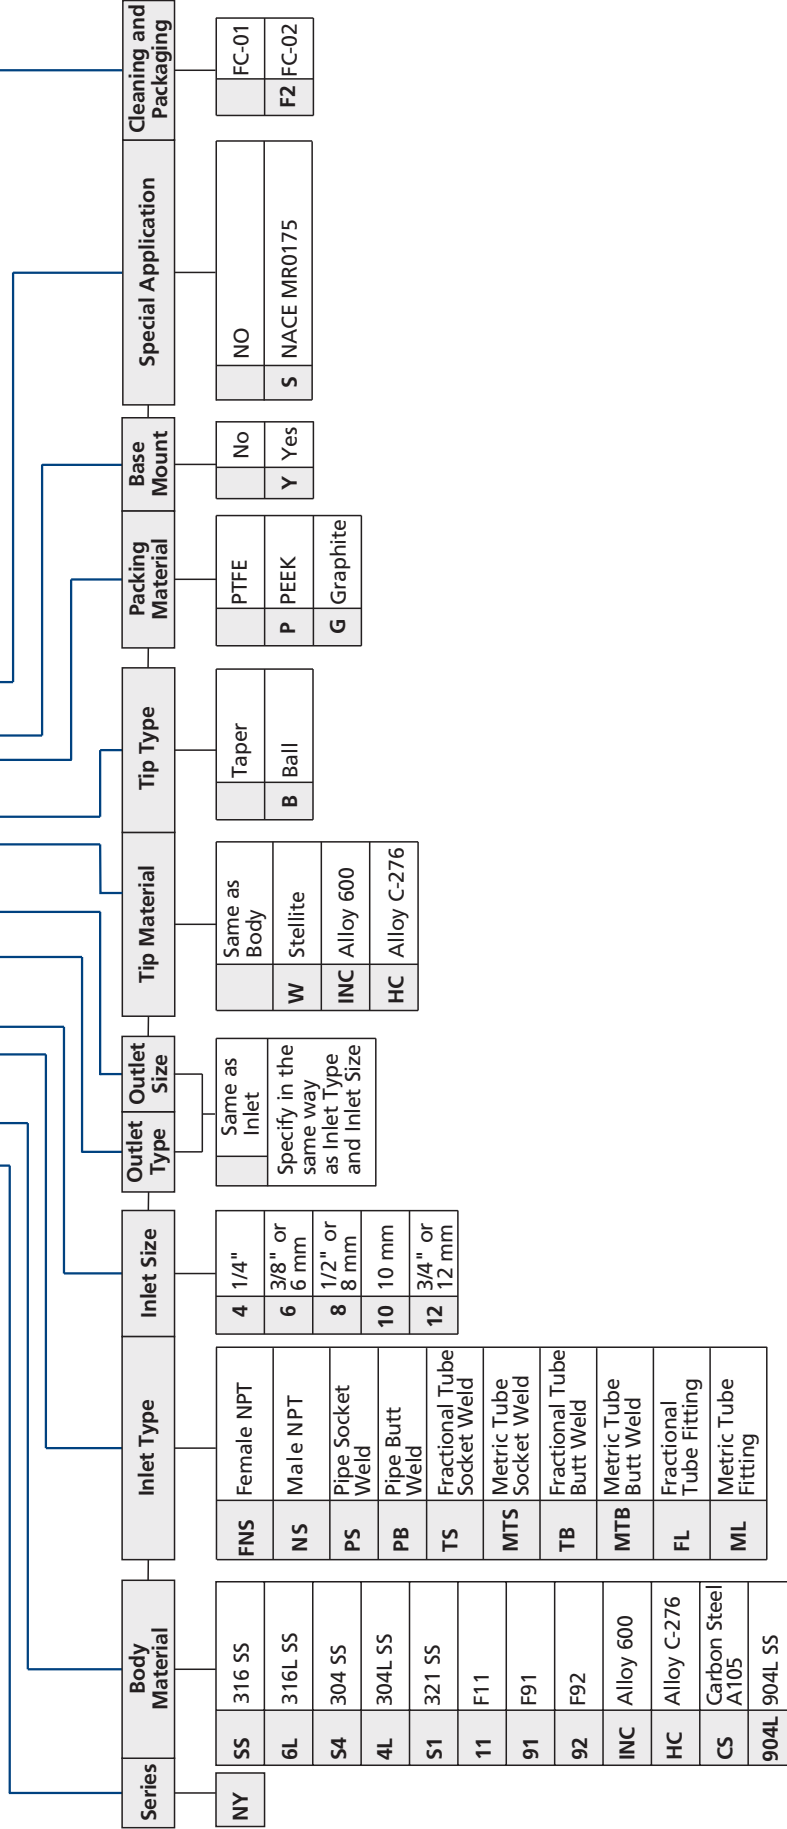 Series
NY
Body
Material
SS 316 SS
6L 316L SS
S4 304 SS
4L 304L SS
S1 321 SS
11 F11
91 F91
92 F92
INC Alloy 600
HC Alloy C-276
CS Carbon Steel
A105
904L 904L SS
Inlet Type
FNS Female NPT
NS Male NPT
PS Pipe Socket
Weld
PB Pipe Butt
Weld
TS Fractional Tube
Socket Weld
MTS Metric Tube
Socket Weld
TB Fractional Tube
Butt Weld
MTB Metric Tube
Butt Weld
FL Fractional
Tube Fitting
ML Metric Tube
Fitting
Inlet Size
4 1/4"
6 3/8" or
6 mm
8 1/2" or
8 mm
10 10 mm
12 3/4" or
12 mm
Outlet
Type
Outlet
Size
Same as
Inlet
Specify in the
same way
as Inlet Type
and Inlet Size
Tip Material
Same as
Body
W Stellite
INC Alloy 600
HC Alloy C-276
Tip Type
Taper
B Ball
Packing
Material
PTFE
P PEEK
G Graphite
Base
Mount
No
Y Yes
Special Application
NO
S NACE MR0175
Cleaning and
Packaging
FC-01
F2 FC-02